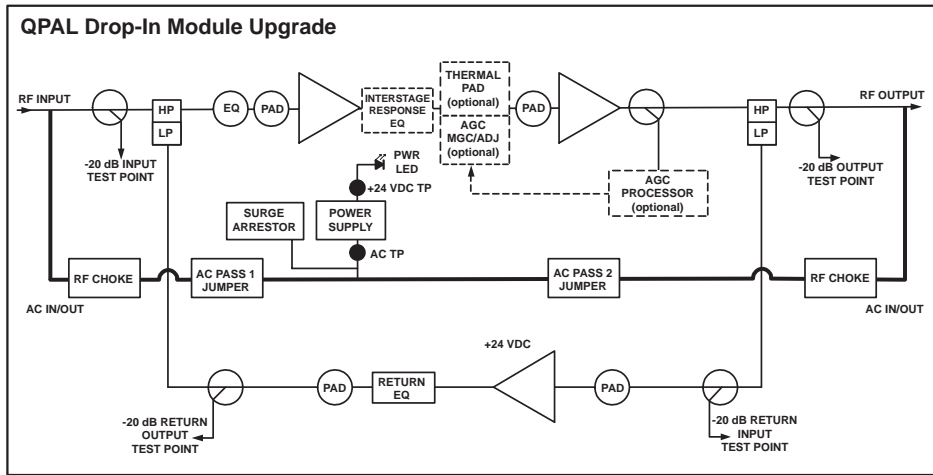 QPAL Drop-In Module Upgrade
RF INPUT
HP
LP
EQ
PAD
INTERSTAGE
RESPONSE
EQ
THERMAL
PAD
(optional)
AGC
MGC/ADJ
(optional)
PAD
HP
LP
RF OUTPUT
-20 dB INPUT
TEST POINT
PWR
LED
+24 VDC TP
SURGE
ARRESTOR
POWER
SUPPLY
AC TP
AGC
PROCESSOR
(optional)
-20 dB OUTPUT
TEST POINT
RF CHOKE
AC PASS 1
JUMPER
AC PASS 2
JUMPER
RF CHOKE
AC IN/OUT
AC IN/OUT
+24 VDC
PAD
RETURN
EQ
PAD
-20 dB RETURN
OUTPUT
TEST POINT
-20 dB RETURN
INPUT
TEST POINT